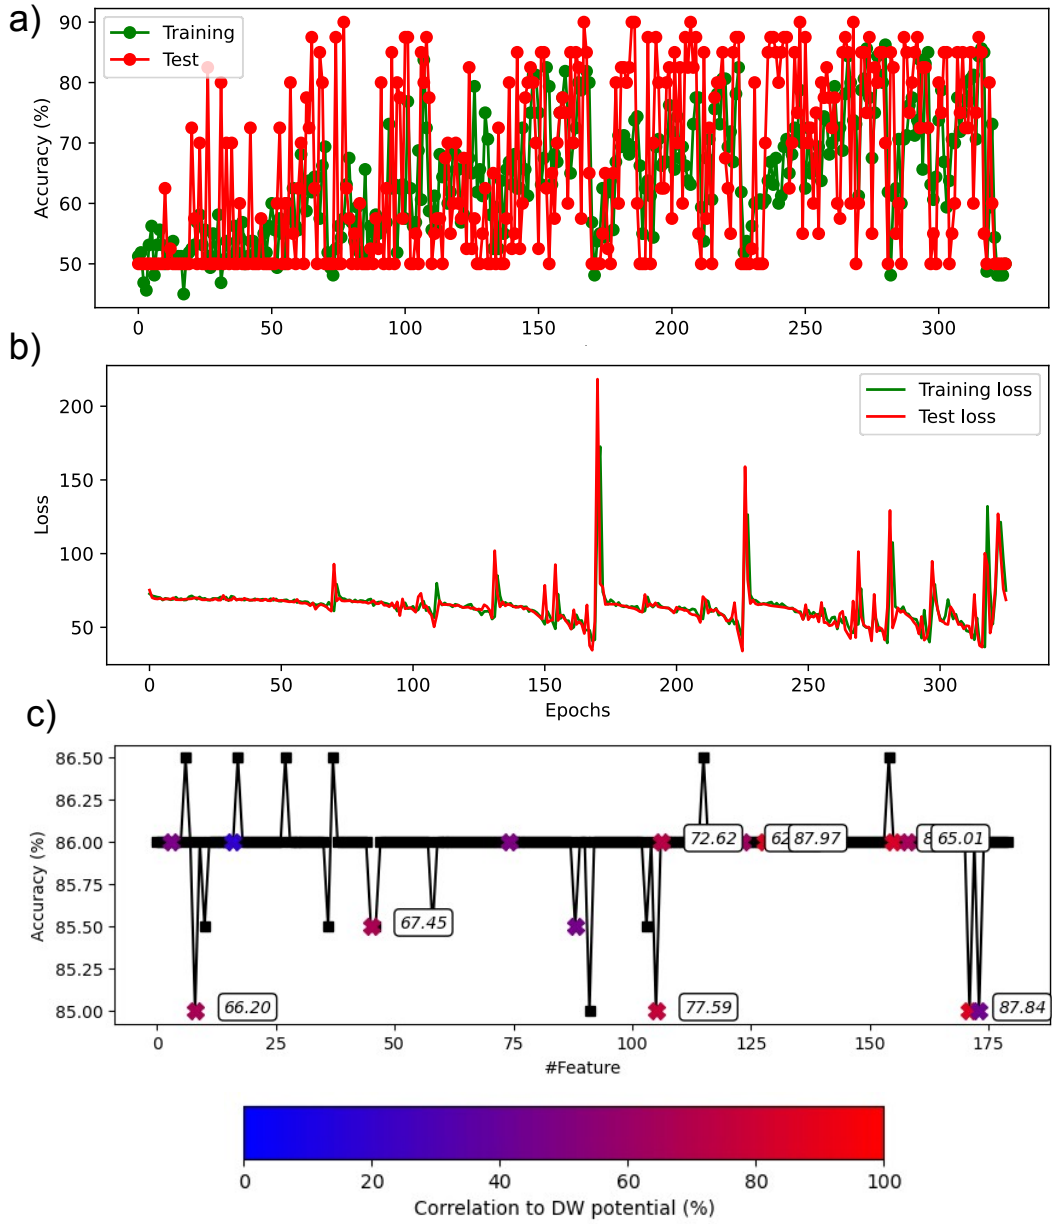 a)
90
80
70
60
50
Accuracy (%)
Training
Test
0 50 100 150 200 250 300
b)
200
150
100
50
Loss
Training loss
Test loss
0 50 100 150 200 250 300
Epochs
c)
86.50
86.25
86.00
85.75
85.50
85.25
85.00
Accuracy (%)
72.62 62 87.97 8 65.01
67.45
66.20 77.59 87.84
0 25 50 75 100 125 150 175
#Feature
0 20 40 60 80 100
Correlation to DW potential (%)